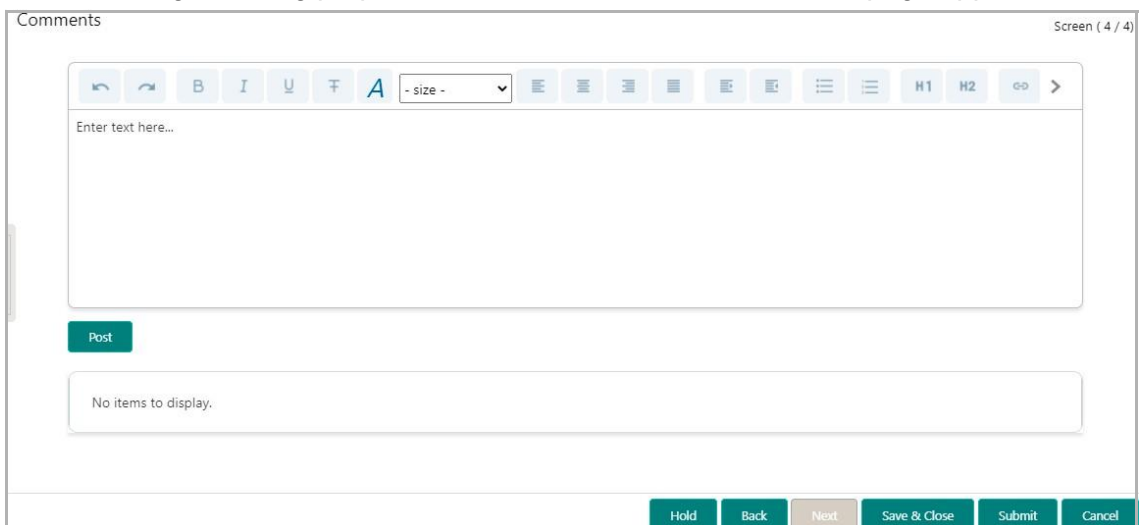 Comments
Screen ( 4 / 4)
B I U T A - size - H1 H2
Enter text here...
Post
No items to display.
Hold Back Next Save & Close Submit Cancel